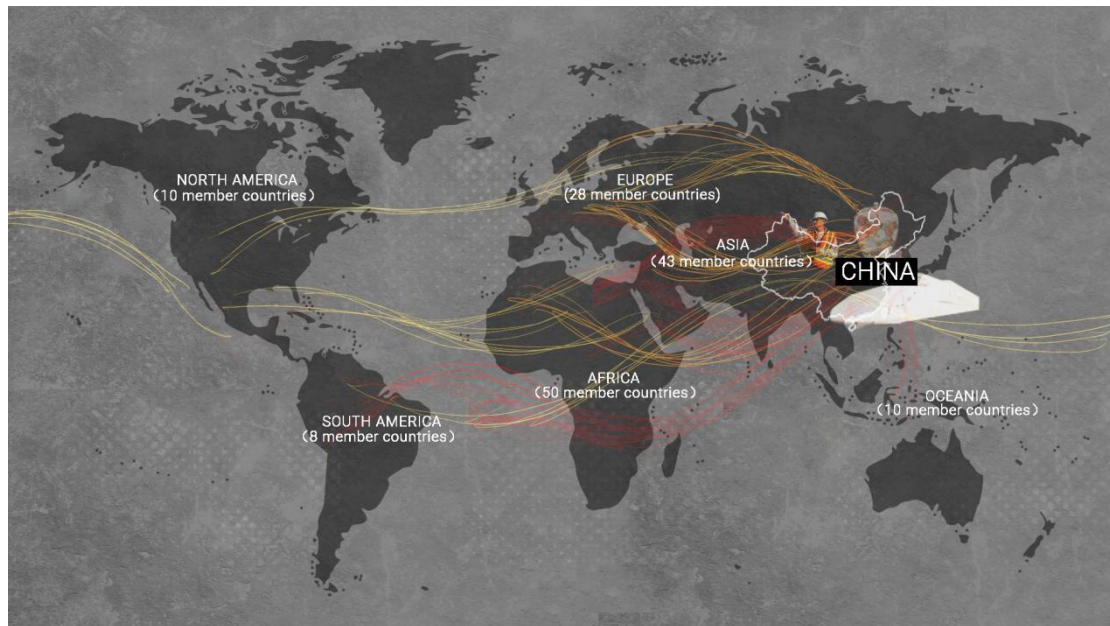 NORTH AMERICA
(10 member countries)
EUROPE
(28 member countries)
ASIA
(43 member countries)
CHINA
AFRICA
(50 member countries)
OCEANIA
(10 member countries)
SOUTH AMERICA
(8 member countries)